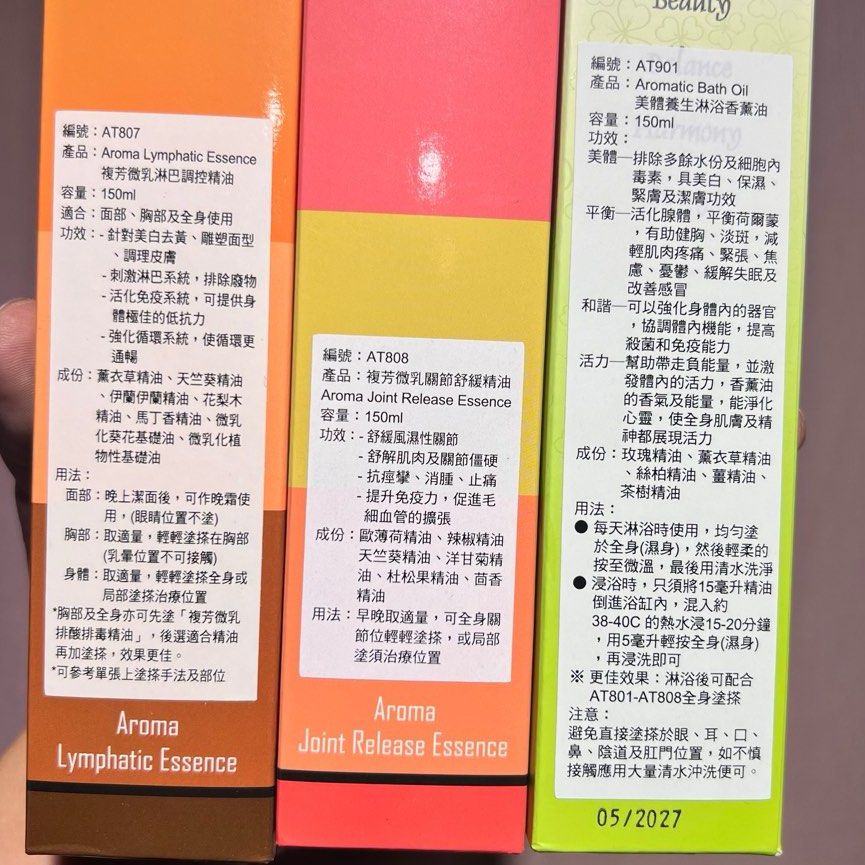 編號：AT807
產品：Aroma Lymphatic Essence
複芳微乳淋巴調控精油
容量：150ml
適合：面部、胸部及全身使用
功效：- 針對美白去黃、雕塑面型
、調理皮膚
- 刺激淋巴系統，排除廢物
- 活化免疫系統，可提供身
體極佳的低抗力
- 強化循環系統，使循環更
通暢
成份：薰衣草精油、天竺葵精油
、伊蘭伊蘭精油、花梨木
精油、馬丁香精油、微乳
化葵花基礎油、微乳化植
物性基礎油
用法：
面部：晚上潔面後，可作晚霜使
用，(眼睛位置不塗)
胸部：取適量，輕輕塗搽在胸部
(乳暈位置不可接觸)
身體：取適量，輕輕塗搽全身或
局部塗搽治療位置
*胸部及全身亦可先塗「複芳微乳
排酸排毒精油」，後選適合精油
再加塗搽，效果更佳。
*可參考單張上塗搽手法及部位
Aroma
Lymphatic Essence
編號：AT808
產品：複芳微乳關節舒緩精油
Aroma Joint Release Essence
容量：150ml
功效：- 舒緩風濕性關節
- 舒解肌肉及關節僵硬
- 抗痙攣、消腫、止痛
- 提升免疫力，促進毛
細血管的擴張
成份：歐薄荷精油、辣椒精油
天竺葵精油、洋甘菊精
油、杜松果精油、茴香
精油
用法：早晚取適量，可全身關
節位輕輕塗搽，或局部
塗須治療位置
Aroma
Joint Release Essence
Beauty
Balance
Harmony
編號：AT901
產品：Aromatic Bath Oil
美體養生淋浴香薰油
容量：150ml
功效：
美體─排除多餘水份及細胞內
毒素，具美白、保濕、
緊膚及潔膚功效
平衡─活化腺體，平衡荷爾蒙
，有助健胸、淡斑，減
輕肌肉疼痛、緊張、焦
慮、憂鬱、緩解失眠及
改善感冒
和諧─可以強化身體內的器官
，協調體內機能，提高
殺菌和免疫能力
活力─幫助帶走負能量，並激
發體內的活力，香薰油
的香氣及能量，能淨化
心靈，使全身肌膚及精
神都展現活力
成份：玫瑰精油、薰衣草精油
、絲柏精油、薑精油、
茶樹精油
用法：
● 每天淋浴時使用，均勻塗
於全身(濕身)，然後輕柔的
按至微溫，最後用清水洗淨
● 浸浴時，只須將15毫升精油
倒進浴缸內，混入約
38-40C 的熱水浸15-20分鐘
，用5毫升輕按全身(濕身)
，再浸洗即可
※ 更佳效果：淋浴後可配合
AT801-AT808全身塗搽
注意：
避免直接塗搽於眼、耳、口、
鼻、陰道及肛門位置，如不慎
接觸應用大量清水沖洗便可。
05/2027